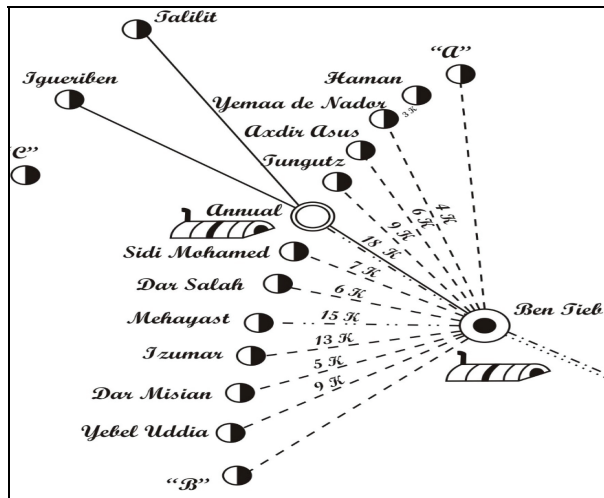 Talilit
"A"
Haman
Igueriben
Yemaa de Nador
3 K
Axdir Asus
"C"
Tungutz
4 K
6 K
9 K
Annual
18 K
Sidi Mohamed
7 K
Dar Salah
6 K
Ben Tieb
Mehayast
15 K
Izumar
13 K
5 K
Dar Misian
9 K
Yebel Uddia
"B"